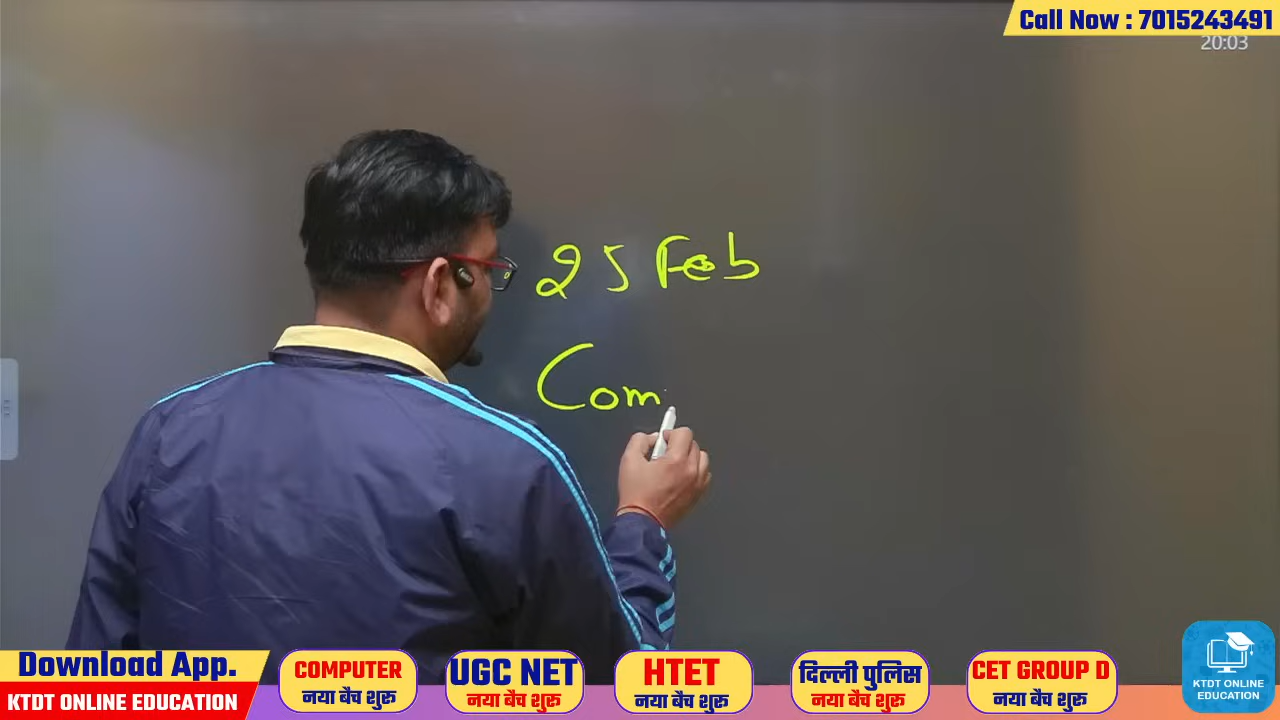 Call Now : 7015243491
20:03
25 Feb
Com
Download App.
KTDT ONLINE EDUCATION
COMPUTER
नया बैच शुरू
UGC NET
नया बैच शुरू
HTET
नया बैच शुरू
दिल्ली पुलिस
नया बैच शुरू
CET GROUP D
नया बैच शुरू
KTDT ONLINE
EDUCATION